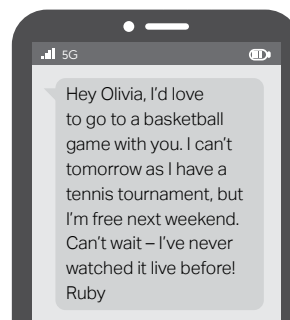 5G
Hey Olivia, I'd love
to go to a basketball
game with you. I can't
tomorrow as I have a
tennis tournament, but
I'm free next weekend.
Can't wait – I've never
watched it live before!
Ruby